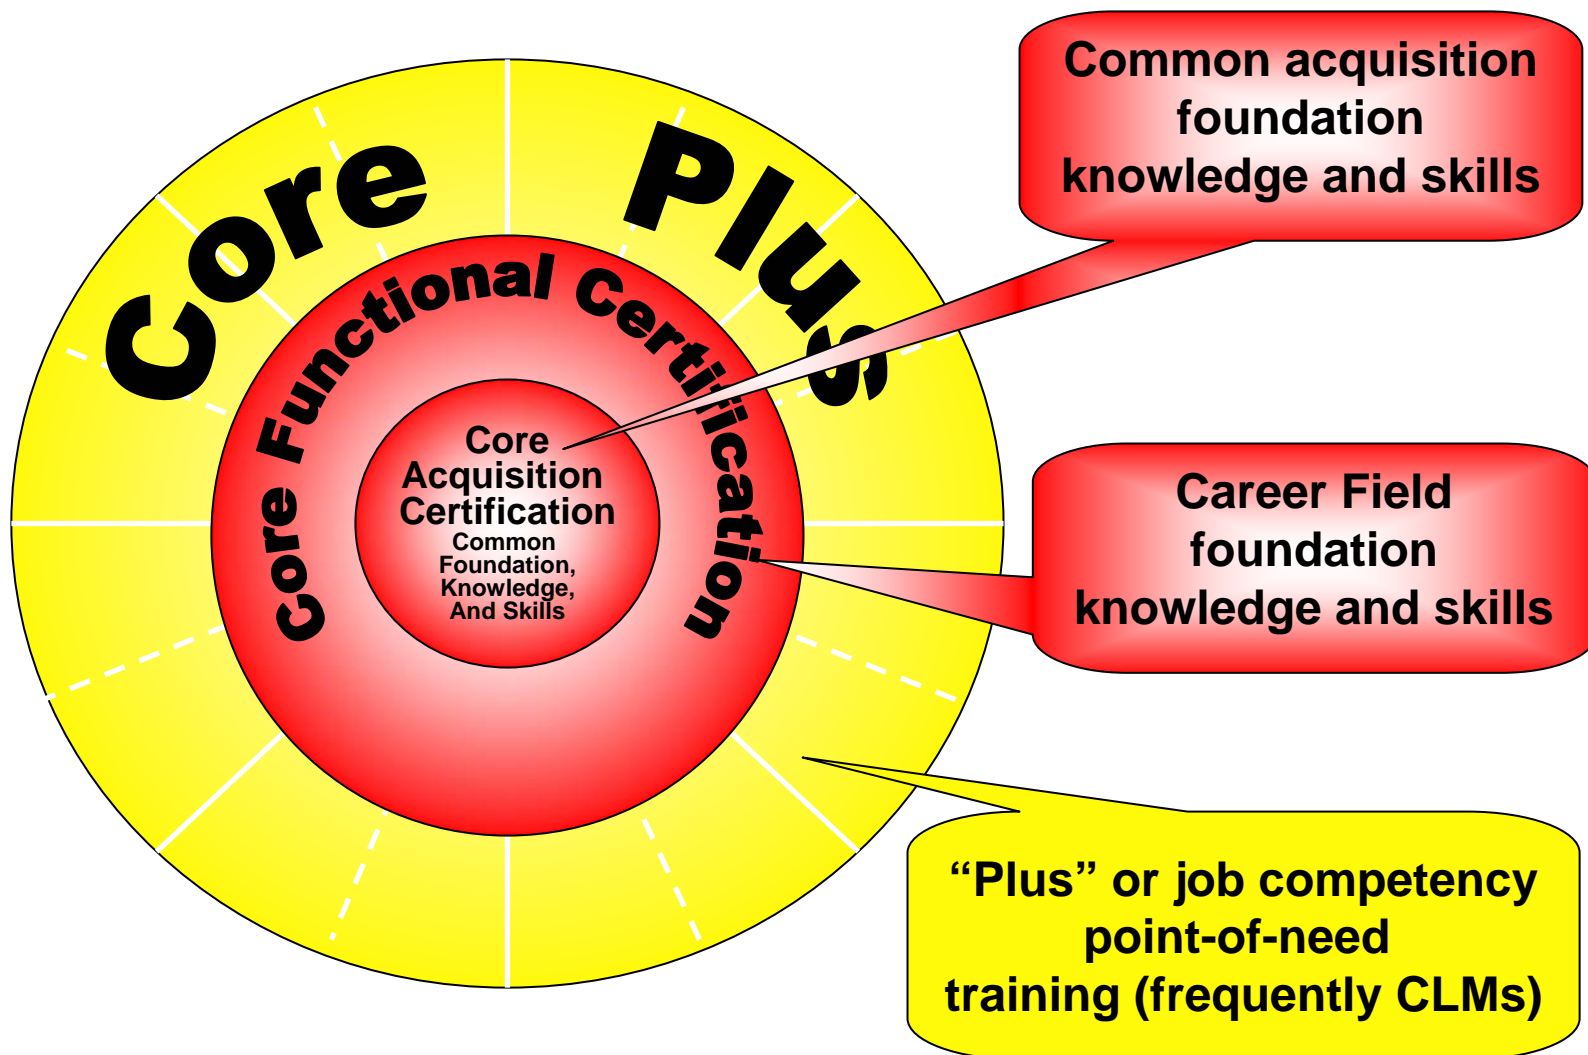 Core Plus
Core Functional Certification
Core
Acquisition
Certification
Common
Foundation,
Knowledge,
And Skills
Common acquisition
foundation
knowledge and skills
Career Field
foundation
knowledge and skills
“Plus” or job competency
point-of-need
training (frequently CLMs)